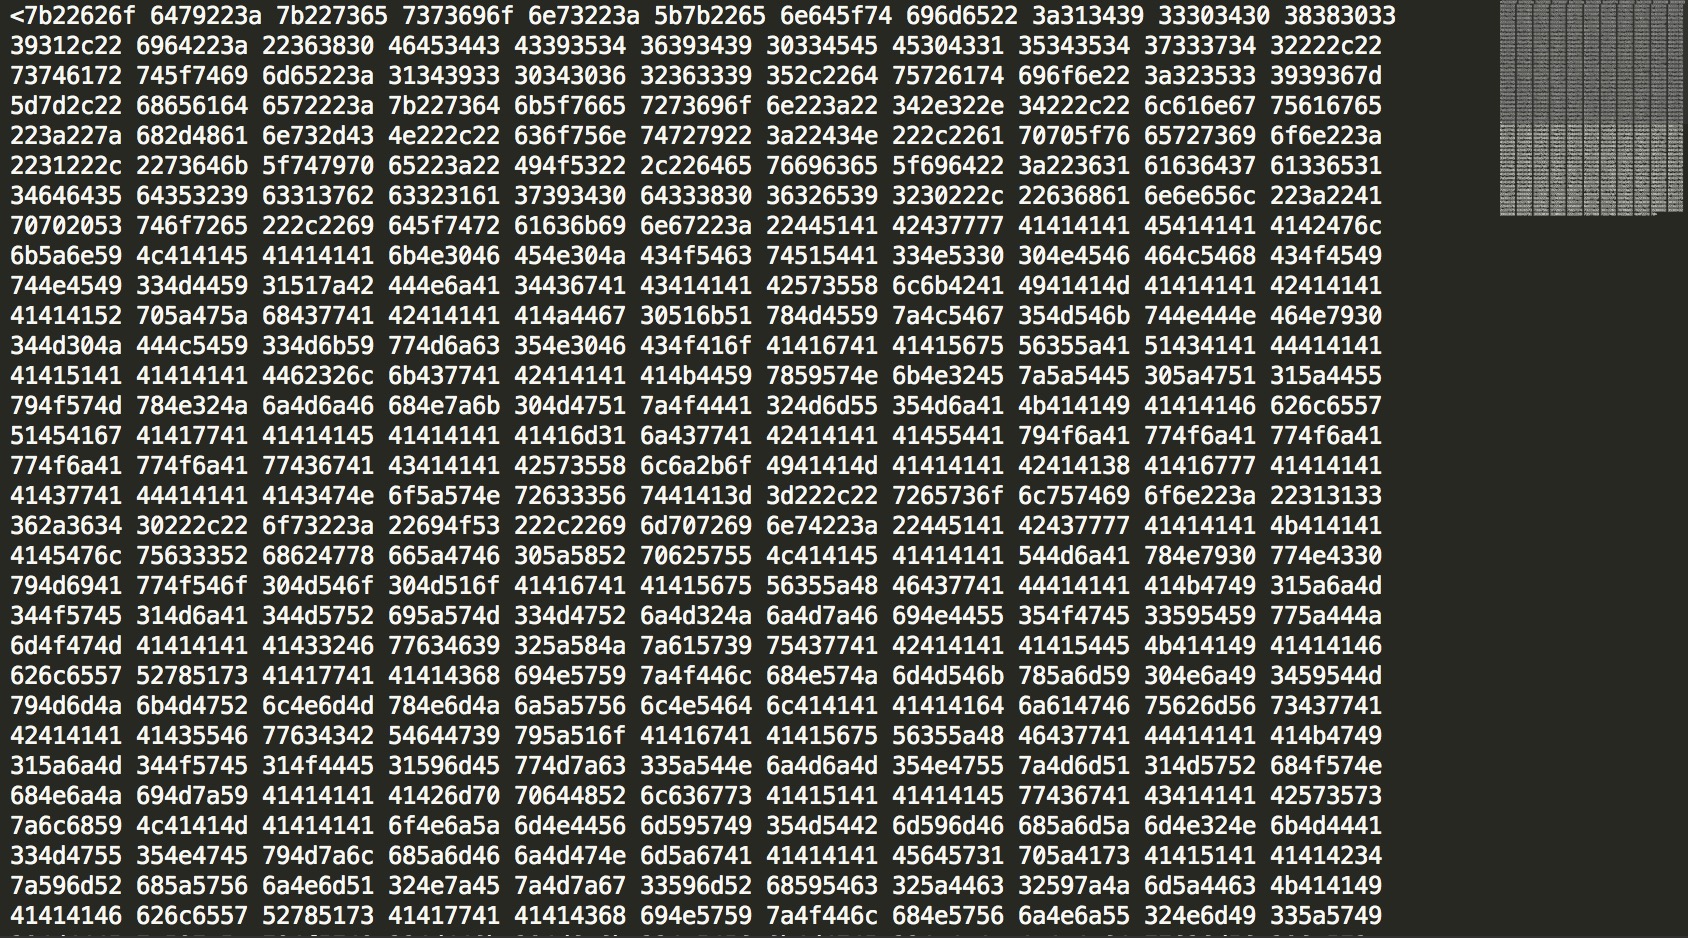 <7b22626f 6479223a 7b227365 7373696f 6e73223a 5b7b2265 6e645f74 696d6522 3a313439 33303430 38383033
39312c22 6964223a 22363830 46453443 43393534 36393439 30334545 45304331 35343534 37333734 32222c22
73746172 745f7469 6d65223a 31343933 30343036 32363339 352c2264 75726174 696f6e22 3a323533 3939367d
5d7d2c22 68656164 6572223a 7b227364 6b5f7665 7273696f 6e223a22 342e322e 34222c22 6c616e67 75616765
223a227a 682d4861 6e732d43 4e222c22 636f756e 74727922 3a22434e 222c2261 70705f76 65727369 6f6e223a
2231222c 2273646b 5f747970 65223a22 494f5322 2c226465 76696365 5f696422 3a223631 61636437 61336531
34646435 64353239 63313762 63323161 37393430 64333830 36326539 3230222c 22636861 6e6e656c 223a2241
70702053 746f7265 222c2269 645f7472 61636b69 6e67223a 22445141 42437777 41414141 45414141 4142476c
6b5a6e59 4c414145 41414141 6b4e3046 454e304a 434f5463 74515441 334e5330 304e4546 464c5468 434f4549
744e4549 334d4459 31517a42 444e6a41 34436741 43414141 42573558 6c6b4241 4941414d 41414141 42414141
41414152 705a475a 68437741 42414141 414a4467 30516b51 784d4559 7a4c5467 354d546b 744e444e 464e7930
344d304a 444c5459 334d6b59 774d6a63 354e3046 434f416f 41416741 41415675 56355a41 51434141 44414141
41415141 41414141 4462326c 6b437741 42414141 414b4459 7859574e 6b4e3245 7a5a5445 305a4751 315a4455
794f574d 784e324a 6a4d6a46 684e7a6b 304d4751 7a4f4441 324d6d55 354d6a41 4b414149 41414146 626c6557
51454167 41417741 41414145 41414141 41416d31 6a437741 42414141 41455441 794f6a41 774f6a41 774f6a41
774f6a41 774f6a41 77436741 43414141 42573558 6c6a2b6f 4941414d 41414141 42414138 41416777 41414141
41437741 44414141 4143474e 6f5a574e 72633356 7441413d 3d222c22 7265736f 6c757469 6f6e223a 22313133
362a3634 30222c22 6f73223a 22694f53 222c2269 6d707269 6e74223a 22445141 42437777 41414141 4b414141
4145476c 75633352 68624778 665a4746 305a5852 70625755 4c414145 41414141 544d6a41 784e7930 774e4330
794d6941 774f546f 304d546f 304d516f 41416741 41415675 56355a48 46437741 44414141 414b4749 315a6a4d
344f5745 314d6a41 344d5752 695a574d 334d4752 6a4d324a 6a4d7a46 694e4455 354f4745 33595459 775a444a
6d4f474d 41414141 41433246 77634639 325a584a 7a615739 75437741 42414141 41415445 4b414149 41414146
626c6557 52785173 41417741 41414368 694e5759 7a4f446c 684e574a 6d4d546b 785a6d59 304e6a49 3459544d
794d6d4a 6b4d4752 6c4e6d4d 784e6d4a 6a5a5756 6c4e5464 6c414141 41414164 6a614746 75626d56 73437741
42414141 41435546 77634342 54644739 795a516f 41416741 41415675 56355a48 46437741 44414141 414b4749
315a6a4d 344f5745 314f4445 31596d45 774d7a63 335a544e 6a4d6a4d 354e4755 7a4d6d51 314d5752 684f574e
684e6a4a 694d7a59 41414141 41426d70 70644852 6c636773 41415141 41414145 77436741 43414141 42573573
7a6c6859 4c41414d 41414141 6f4e6a5a 6d4e4456 6d595749 354d5442 6d596d46 685a6d5a 6d4e324e 6b4d4441
334d4755 354e4745 794d7a6c 685a6d46 6a4d474e 6d5a6741 41414141 45645731 705a4173 41415141 41414234
7a596d52 685a5756 6a4e6d51 324e7a45 7a4d7a67 33596d52 68595463 325a4463 32597a4a 6d5a4463 4b414149
41414146 626c6557 52785173 41417741 41414368 694e5759 7a4f446c 684e5756 6a4e6a55 324e6d49 335a5749